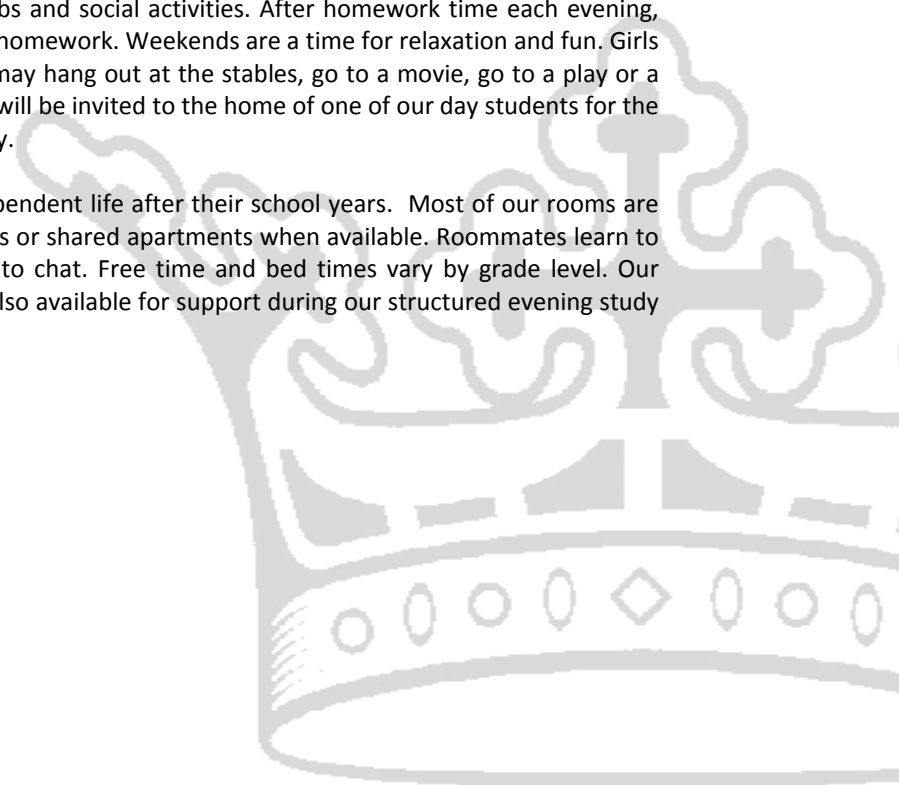 bs and social activities. After homework time each evening,
homework. Weekends are a time for relaxation and fun. Girls
may hang out at the stables, go to a movie, go to a play or a
will be invited to the home of one of our day students for the
y.
pendent life after their school years. Most of our rooms are
s or shared apartments when available. Roommates learn to
to chat. Free time and bed times vary by grade level. Our
lso available for support during our structured evening study